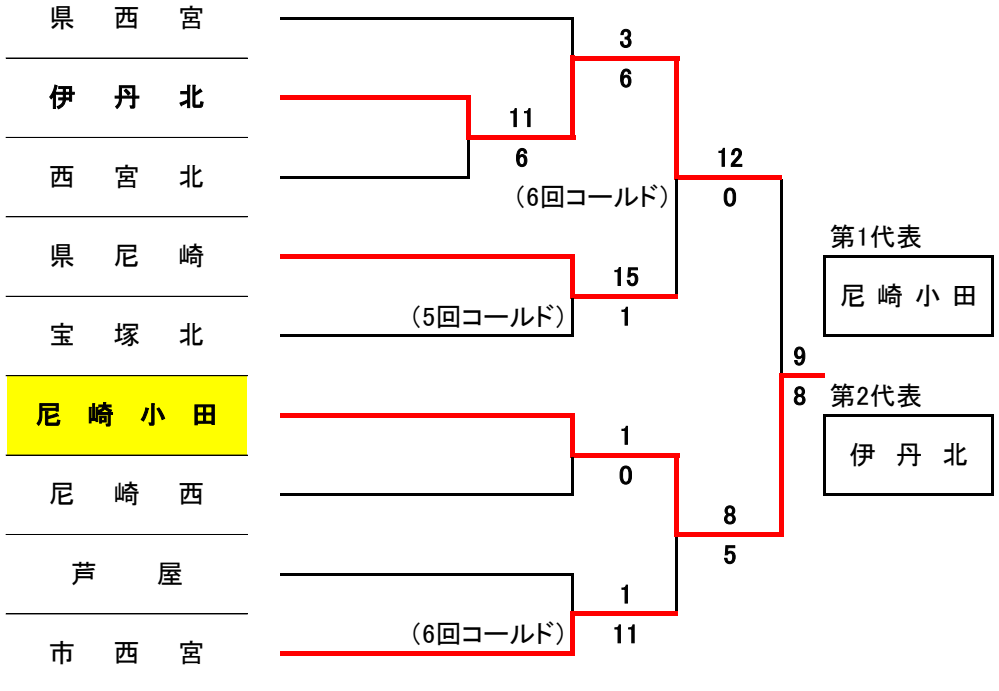 県西宮
3
6
伊丹北
11
6
西宮北
12
0
(6回コールド)
県尼崎
第1代表
尼崎小田
15
1
(5回コールド)
宝塚北
9
8
第2代表
伊丹北
尼崎小田
1
0
尼崎西
8
5
芦屋
1
11
(6回コールド)
市西宮